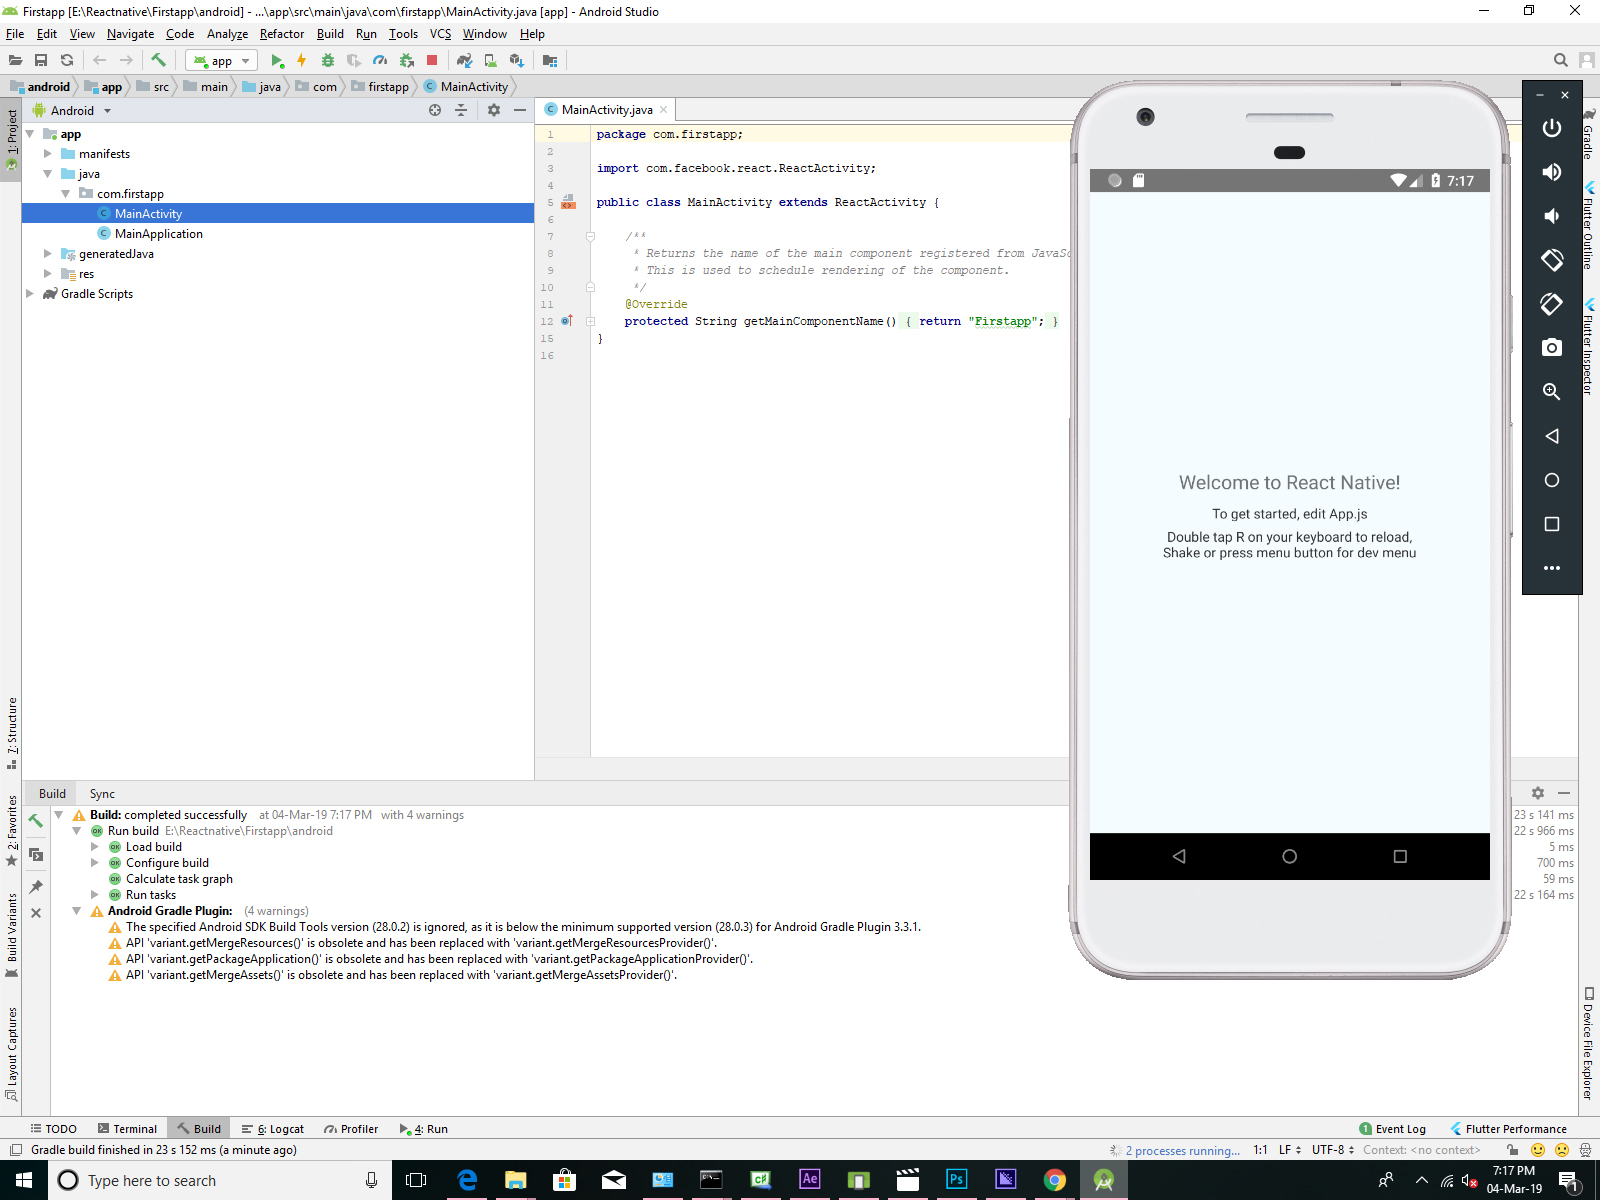 Firstapp [E:\Reactnative\Firstapp\android] - ...\app\src\main\java\com\firstapp\MainActivity.java [app] - Android Studio
File Edit View Navigate Code Analyze Refactor Build Run Tools VCS Window Help
app
android app src main java com firstapp MainActivity
1: Project
Android
app
manifests
java
com.firstapp
MainActivity
MainApplication
generatedJava
res
Gradle Scripts
MainActivity.java
1 package com.firstapp;
2
3 import com.facebook.react.ReactActivity;
4
5 public class MainActivity extends ReactActivity {
6
7 /**
8 * Returns the name of the main component registered from JavaSc
9 * This is used to schedule rendering of the component.
10 */
11 @Override
12 protected String getMainComponentName() { return "Firstapp"; }
15 }
16
7:17
Welcome to React Native!
To get started, edit App.js
Double tap R on your keyboard to reload,
Shake or press menu button for dev menu
Gradle
Flutter Outline
Flutter Inspector
Device File Explorer
7: Structure
2: Favorites
Build Variants
Layout Captures
Build Sync
Build: completed successfully at 04-Mar-19 7:17 PM with 4 warnings 23 s 141 ms
Run build E:\Reactnative\Firstapp\android 22 s 966 ms
Load build 5 ms
Configure build 700 ms
Calculate task graph 59 ms
Run tasks 22 s 164 ms
Android Gradle Plugin: (4 warnings)
The specified Android SDK Build Tools version (28.0.2) is ignored, as it is below the minimum supported version (28.0.3) for Android Gradle Plugin 3.3.1.
API 'variant.getMergeResources()' is obsolete and has been replaced with 'variant.getMergeResourcesProvider()'.
API 'variant.getPackageApplication()' is obsolete and has been replaced with 'variant.getPackageApplicationProvider()'.
API 'variant.getMergeAssets()' is obsolete and has been replaced with 'variant.getMergeAssetsProvider()'.
TODO Terminal Build 6: Logcat Profiler 4: Run 1 Event Log Flutter Performance
Gradle build finished in 23 s 152 ms (a minute ago) 2 processes running... 1:1 LF UTF-8 Context: <no context>
Type here to search
Ae
Ps
7:17 PM
04-Mar-19
1